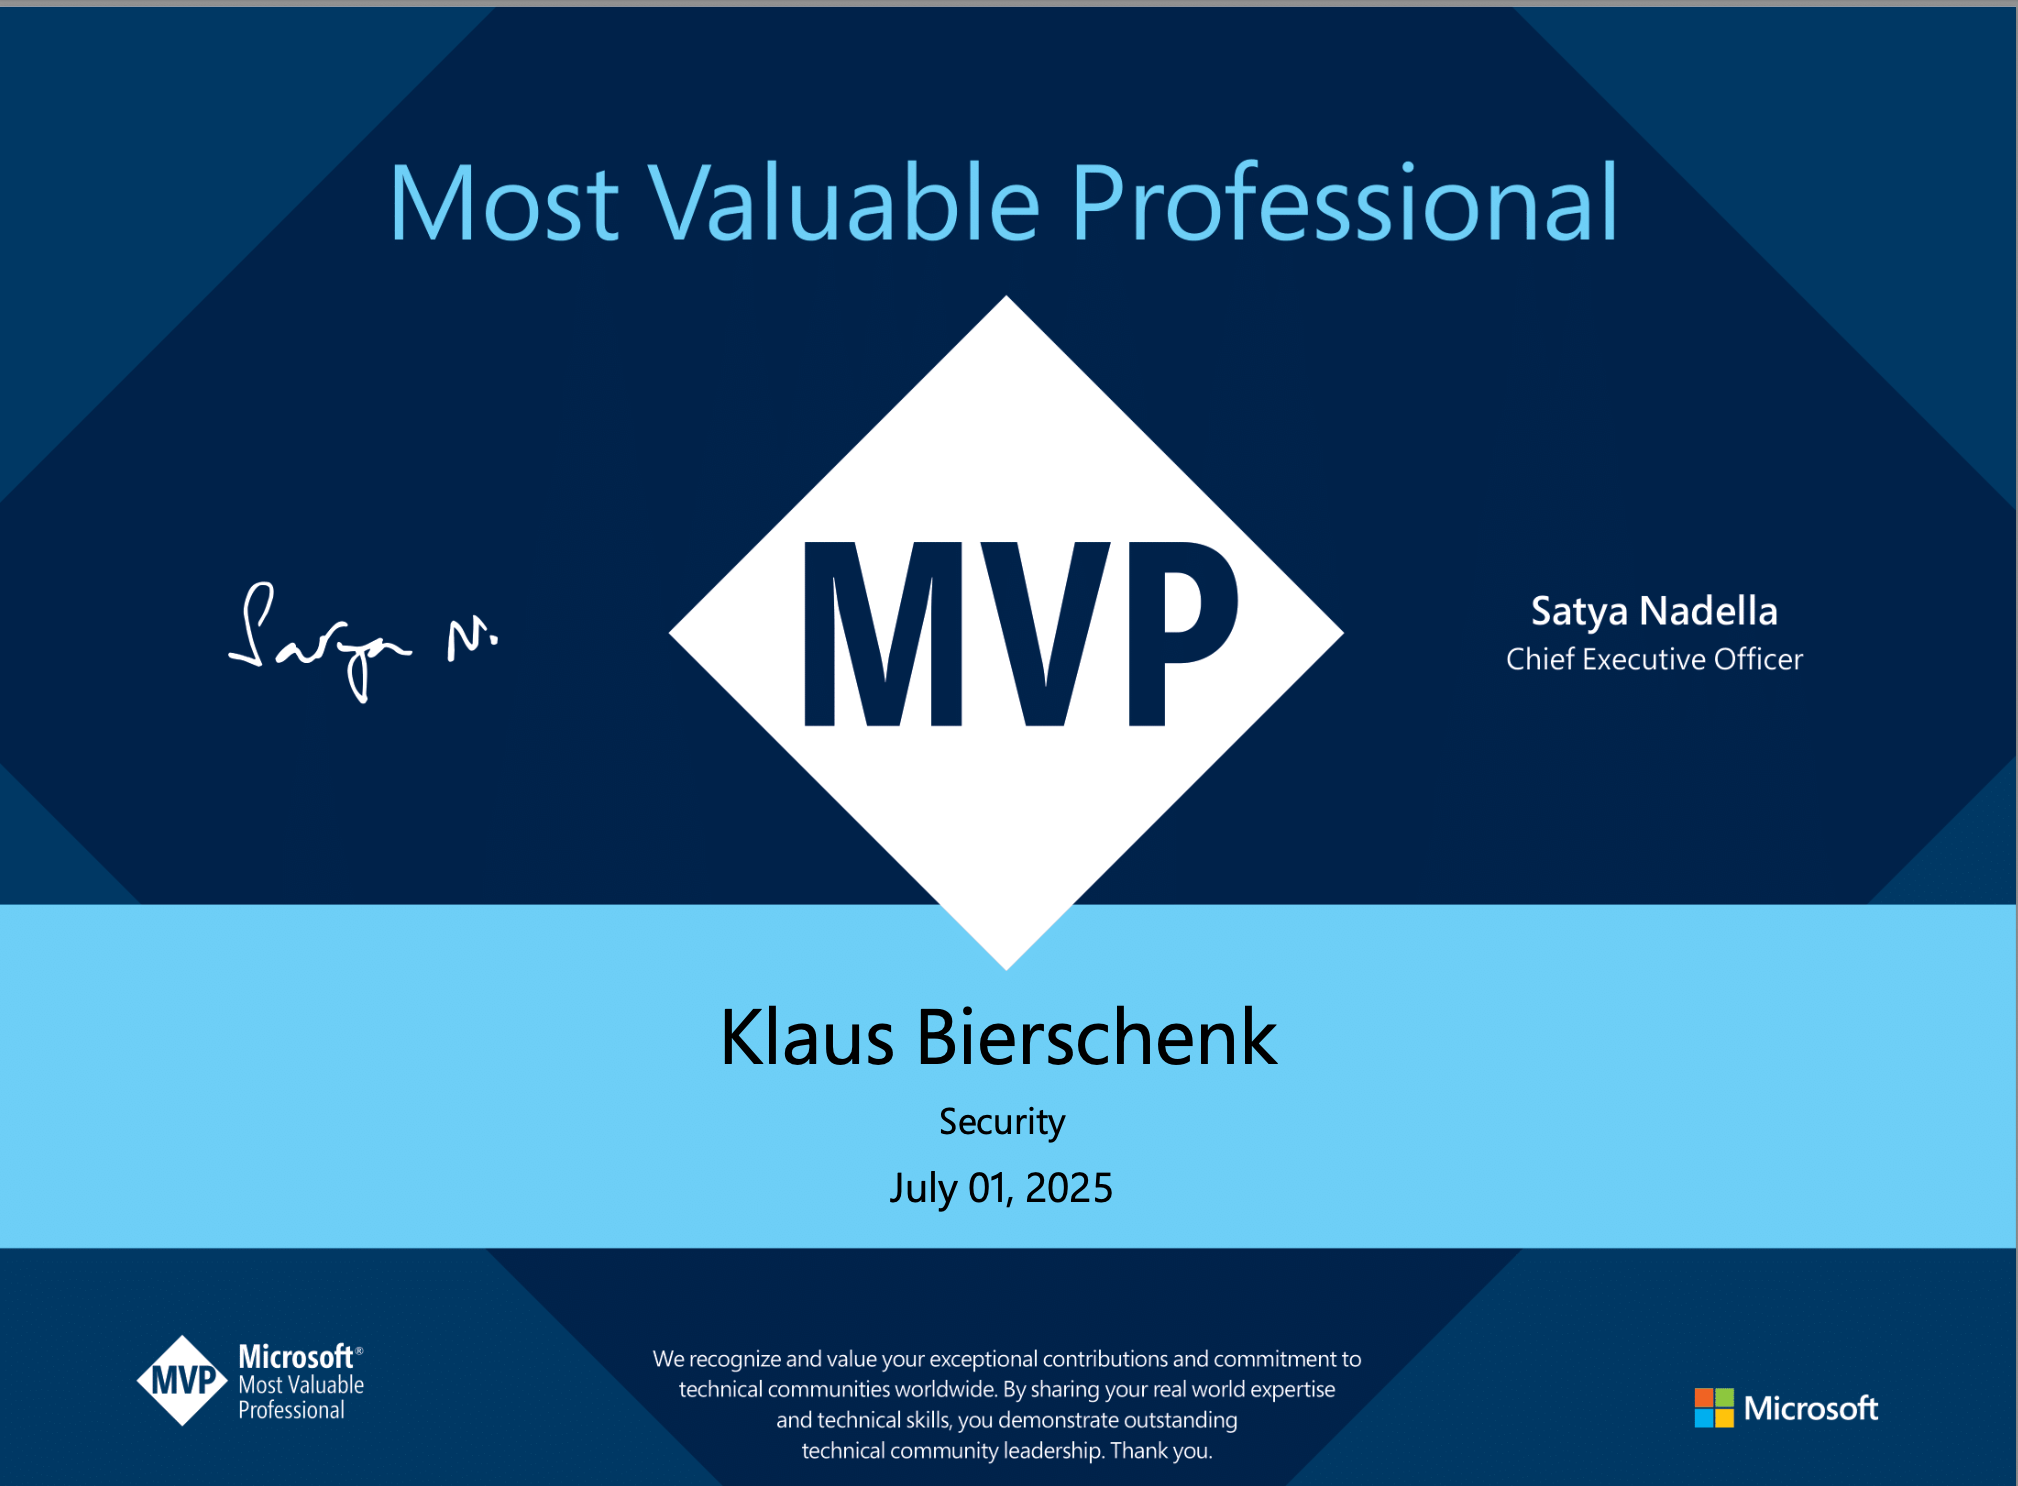 Most Valuable Professional
MVP
Satya N.
Satya Nadella
Chief Executive Officer
Klaus Bierschenk
Security
July 01, 2025
MVP
Microsoft®
Most Valuable
Professional
We recognize and value your exceptional contributions and commitment to
technical communities worldwide. By sharing your real world expertise
and technical skills, you demonstrate outstanding
technical community leadership. Thank you.
Microsoft